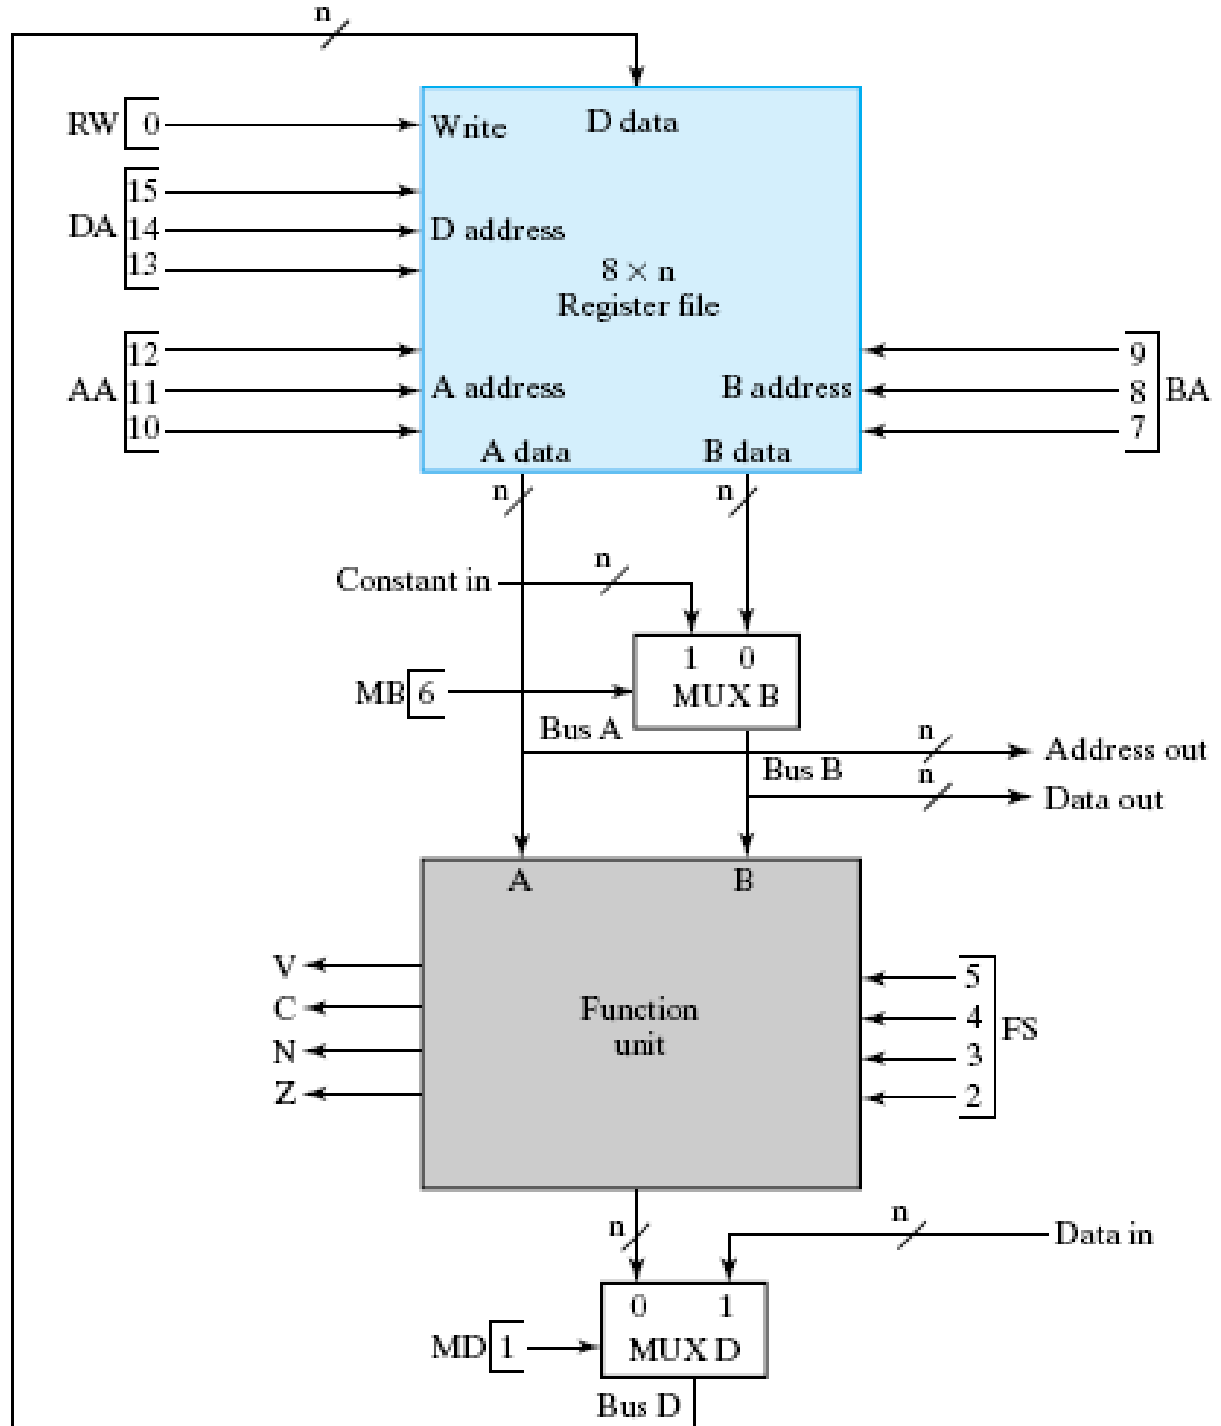 n
RW 0
Write
D data
15
DA 14
13
D address
8 × n
Register file
12
AA 11
10
A address
B address
9
8 BA
7
A data
B data
n
n
n
Constant in
1 0
MUX B
MB 6
Bus A
n
Address out
Bus B
n
Data out
A
B
V
C
N
Z
Function
unit
5
4
3
2
FS
n
n
Data in
0 1
MUX D
MD 1
Bus D